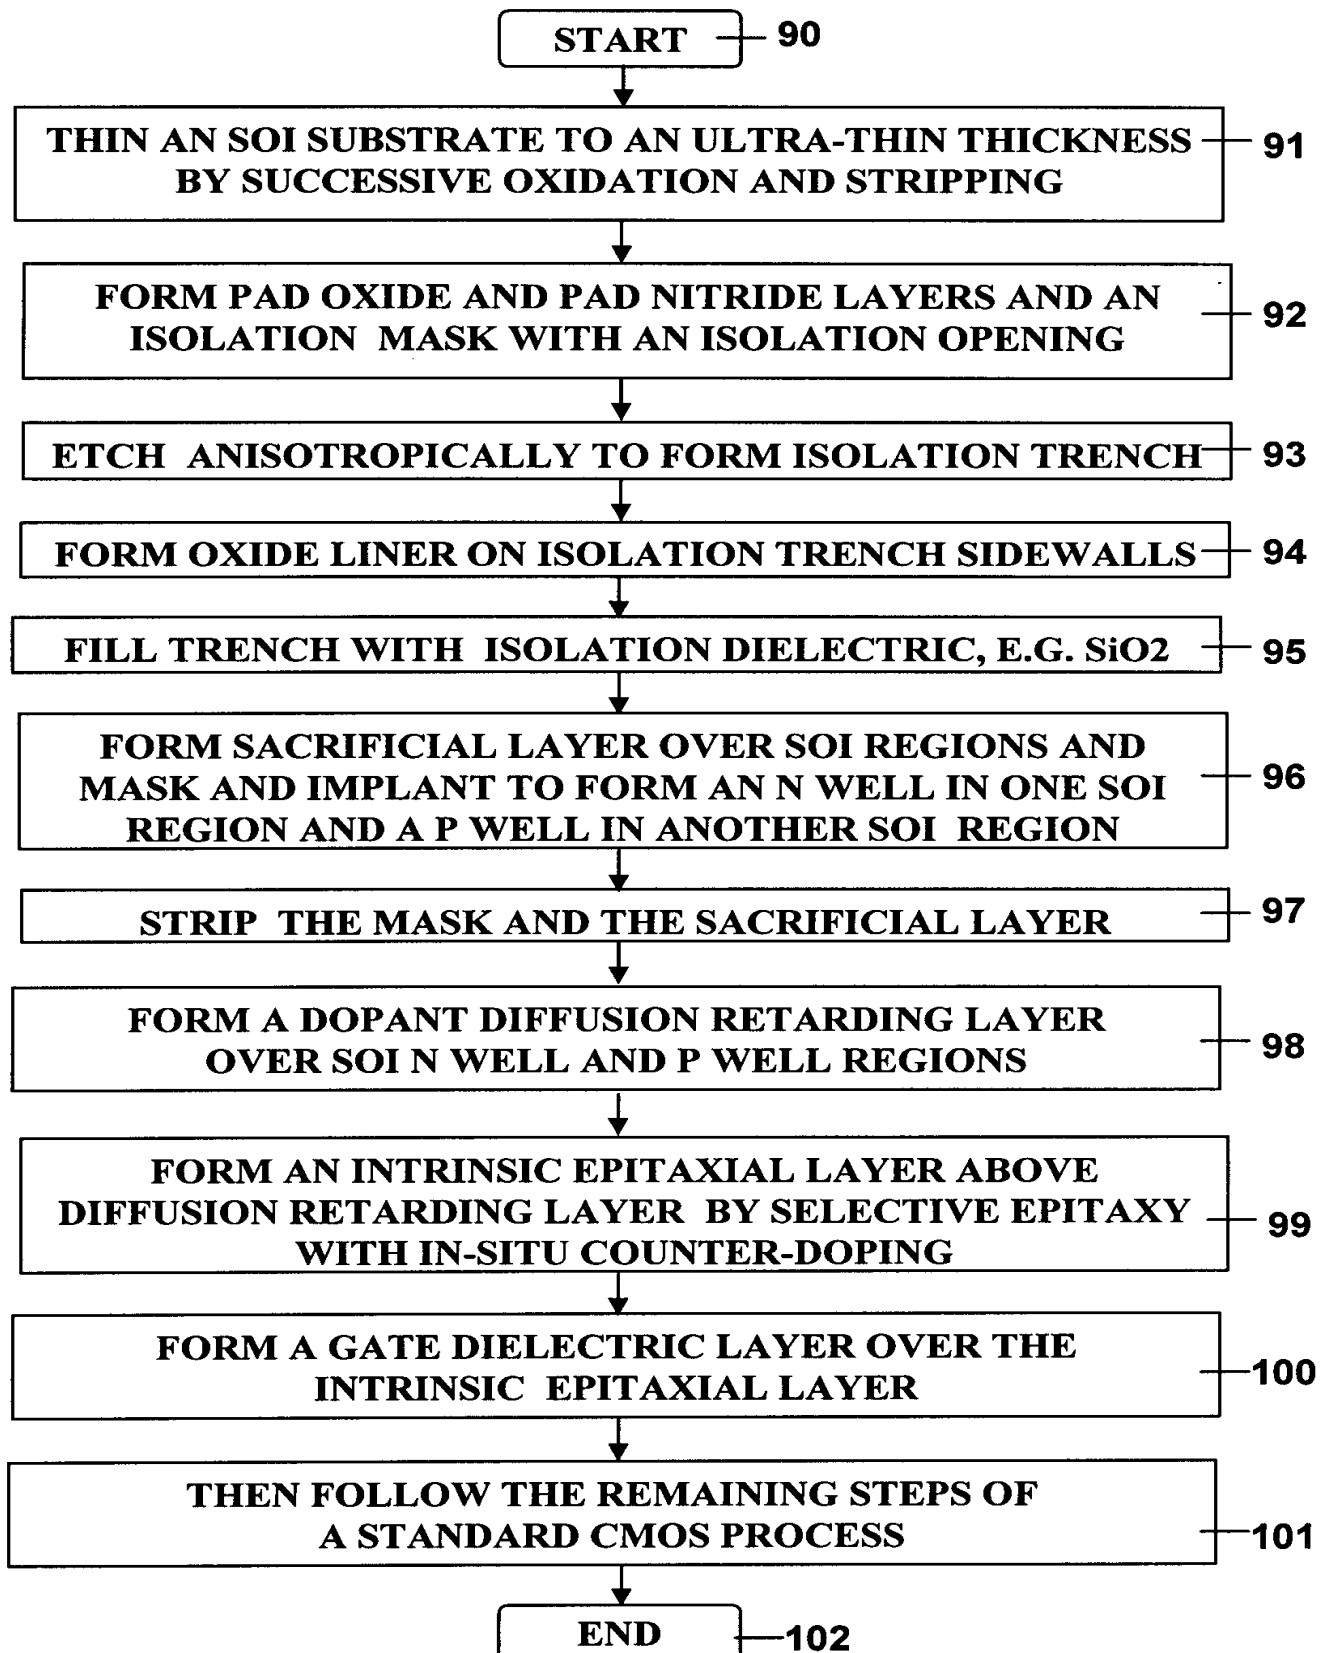 START 90
THIN AN SOI SUBSTRATE TO AN ULTRA-THIN THICKNESS
BY SUCCESSIVE OXIDATION AND STRIPPING
91
FORM PAD OXIDE AND PAD NITRIDE LAYERS AND AN
ISOLATION MASK WITH AN ISOLATION OPENING
92
ETCH ANISOTROPICALLY TO FORM ISOLATION TRENCH 93
FORM OXIDE LINER ON ISOLATION TRENCH SIDEWALLS 94
FILL TRENCH WITH ISOLATION DIELECTRIC, E.G. SiO2 95
FORM SACRIFICIAL LAYER OVER SOI REGIONS AND
MASK AND IMPLANT TO FORM AN N WELL IN ONE SOI
REGION AND A P WELL IN ANOTHER SOI REGION
96
STRIP THE MASK AND THE SACRIFICIAL LAYER 97
FORM A DOPANT DIFFUSION RETARDING LAYER
OVER SOI N WELL AND P WELL REGIONS
98
FORM AN INTRINSIC EPITAXIAL LAYER ABOVE
DIFFUSION RETARDING LAYER BY SELECTIVE EPITAXY
WITH IN-SITU COUNTER-DOPING
99
FORM A GATE DIELECTRIC LAYER OVER THE
INTRINSIC EPITAXIAL LAYER
100
THEN FOLLOW THE REMAINING STEPS OF
A STANDARD CMOS PROCESS
101
END 102